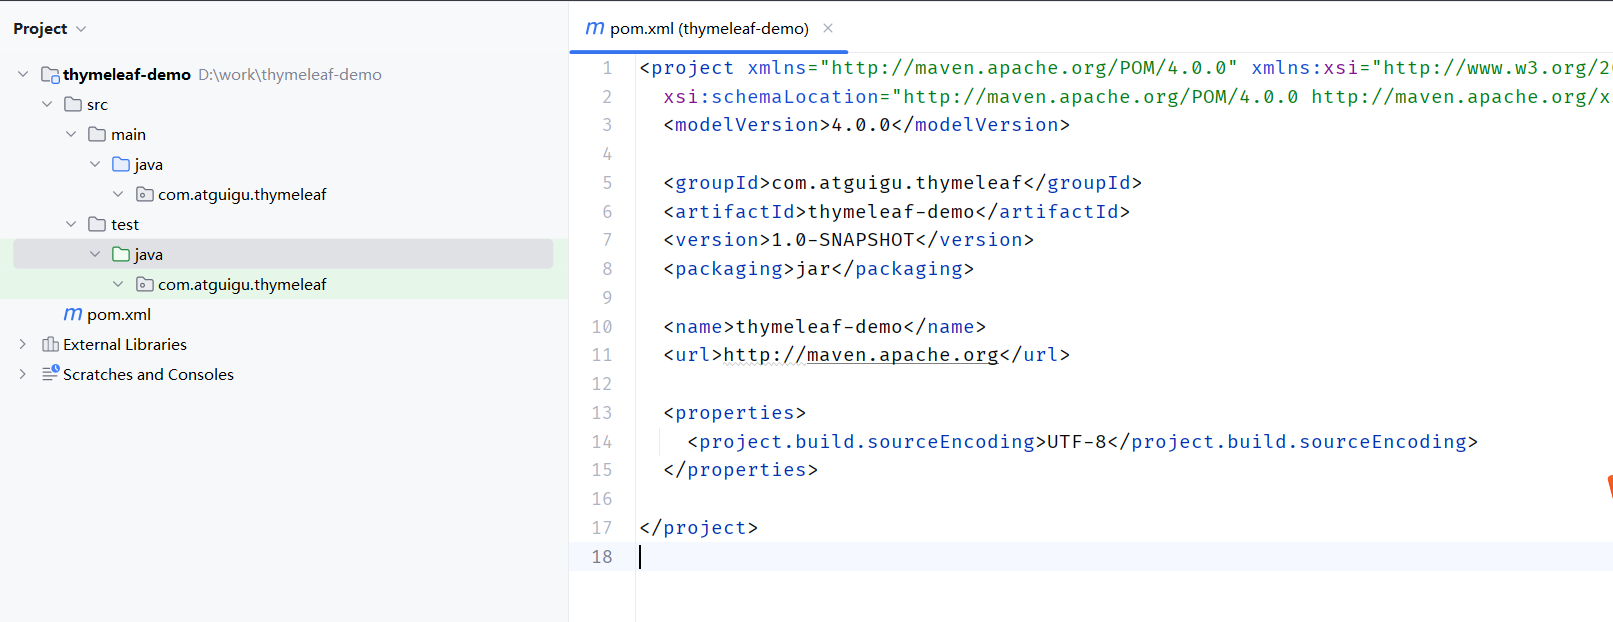 Project
thymeleaf-demo D:\work\thymeleaf-demo
src
main
java
com.atguigu.thymeleaf
test
java
com.atguigu.thymeleaf
m pom.xml
External Libraries
Scratches and Consoles
m pom.xml (thymeleaf-demo)
1 <project xmlns="http://maven.apache.org/POM/4.0.0" xmlns:xsi="http://www.w3.org/2
2 xsi:schemaLocation="http://maven.apache.org/POM/4.0.0 http://maven.apache.org/x
3 <modelVersion>4.0.0</modelVersion>
4
5 <groupId>com.atguigu.thymeleaf</groupId>
6 <artifactId>thymeleaf-demo</artifactId>
7 <version>1.0-SNAPSHOT</version>
8 <packaging>jar</packaging>
9
10 <name>thymeleaf-demo</name>
11 <url>http://maven.apache.org</url>
12
13 <properties>
14 <project.build.sourceEncoding>UTF-8</project.build.sourceEncoding>
15 </properties>
16
17 </project>
18